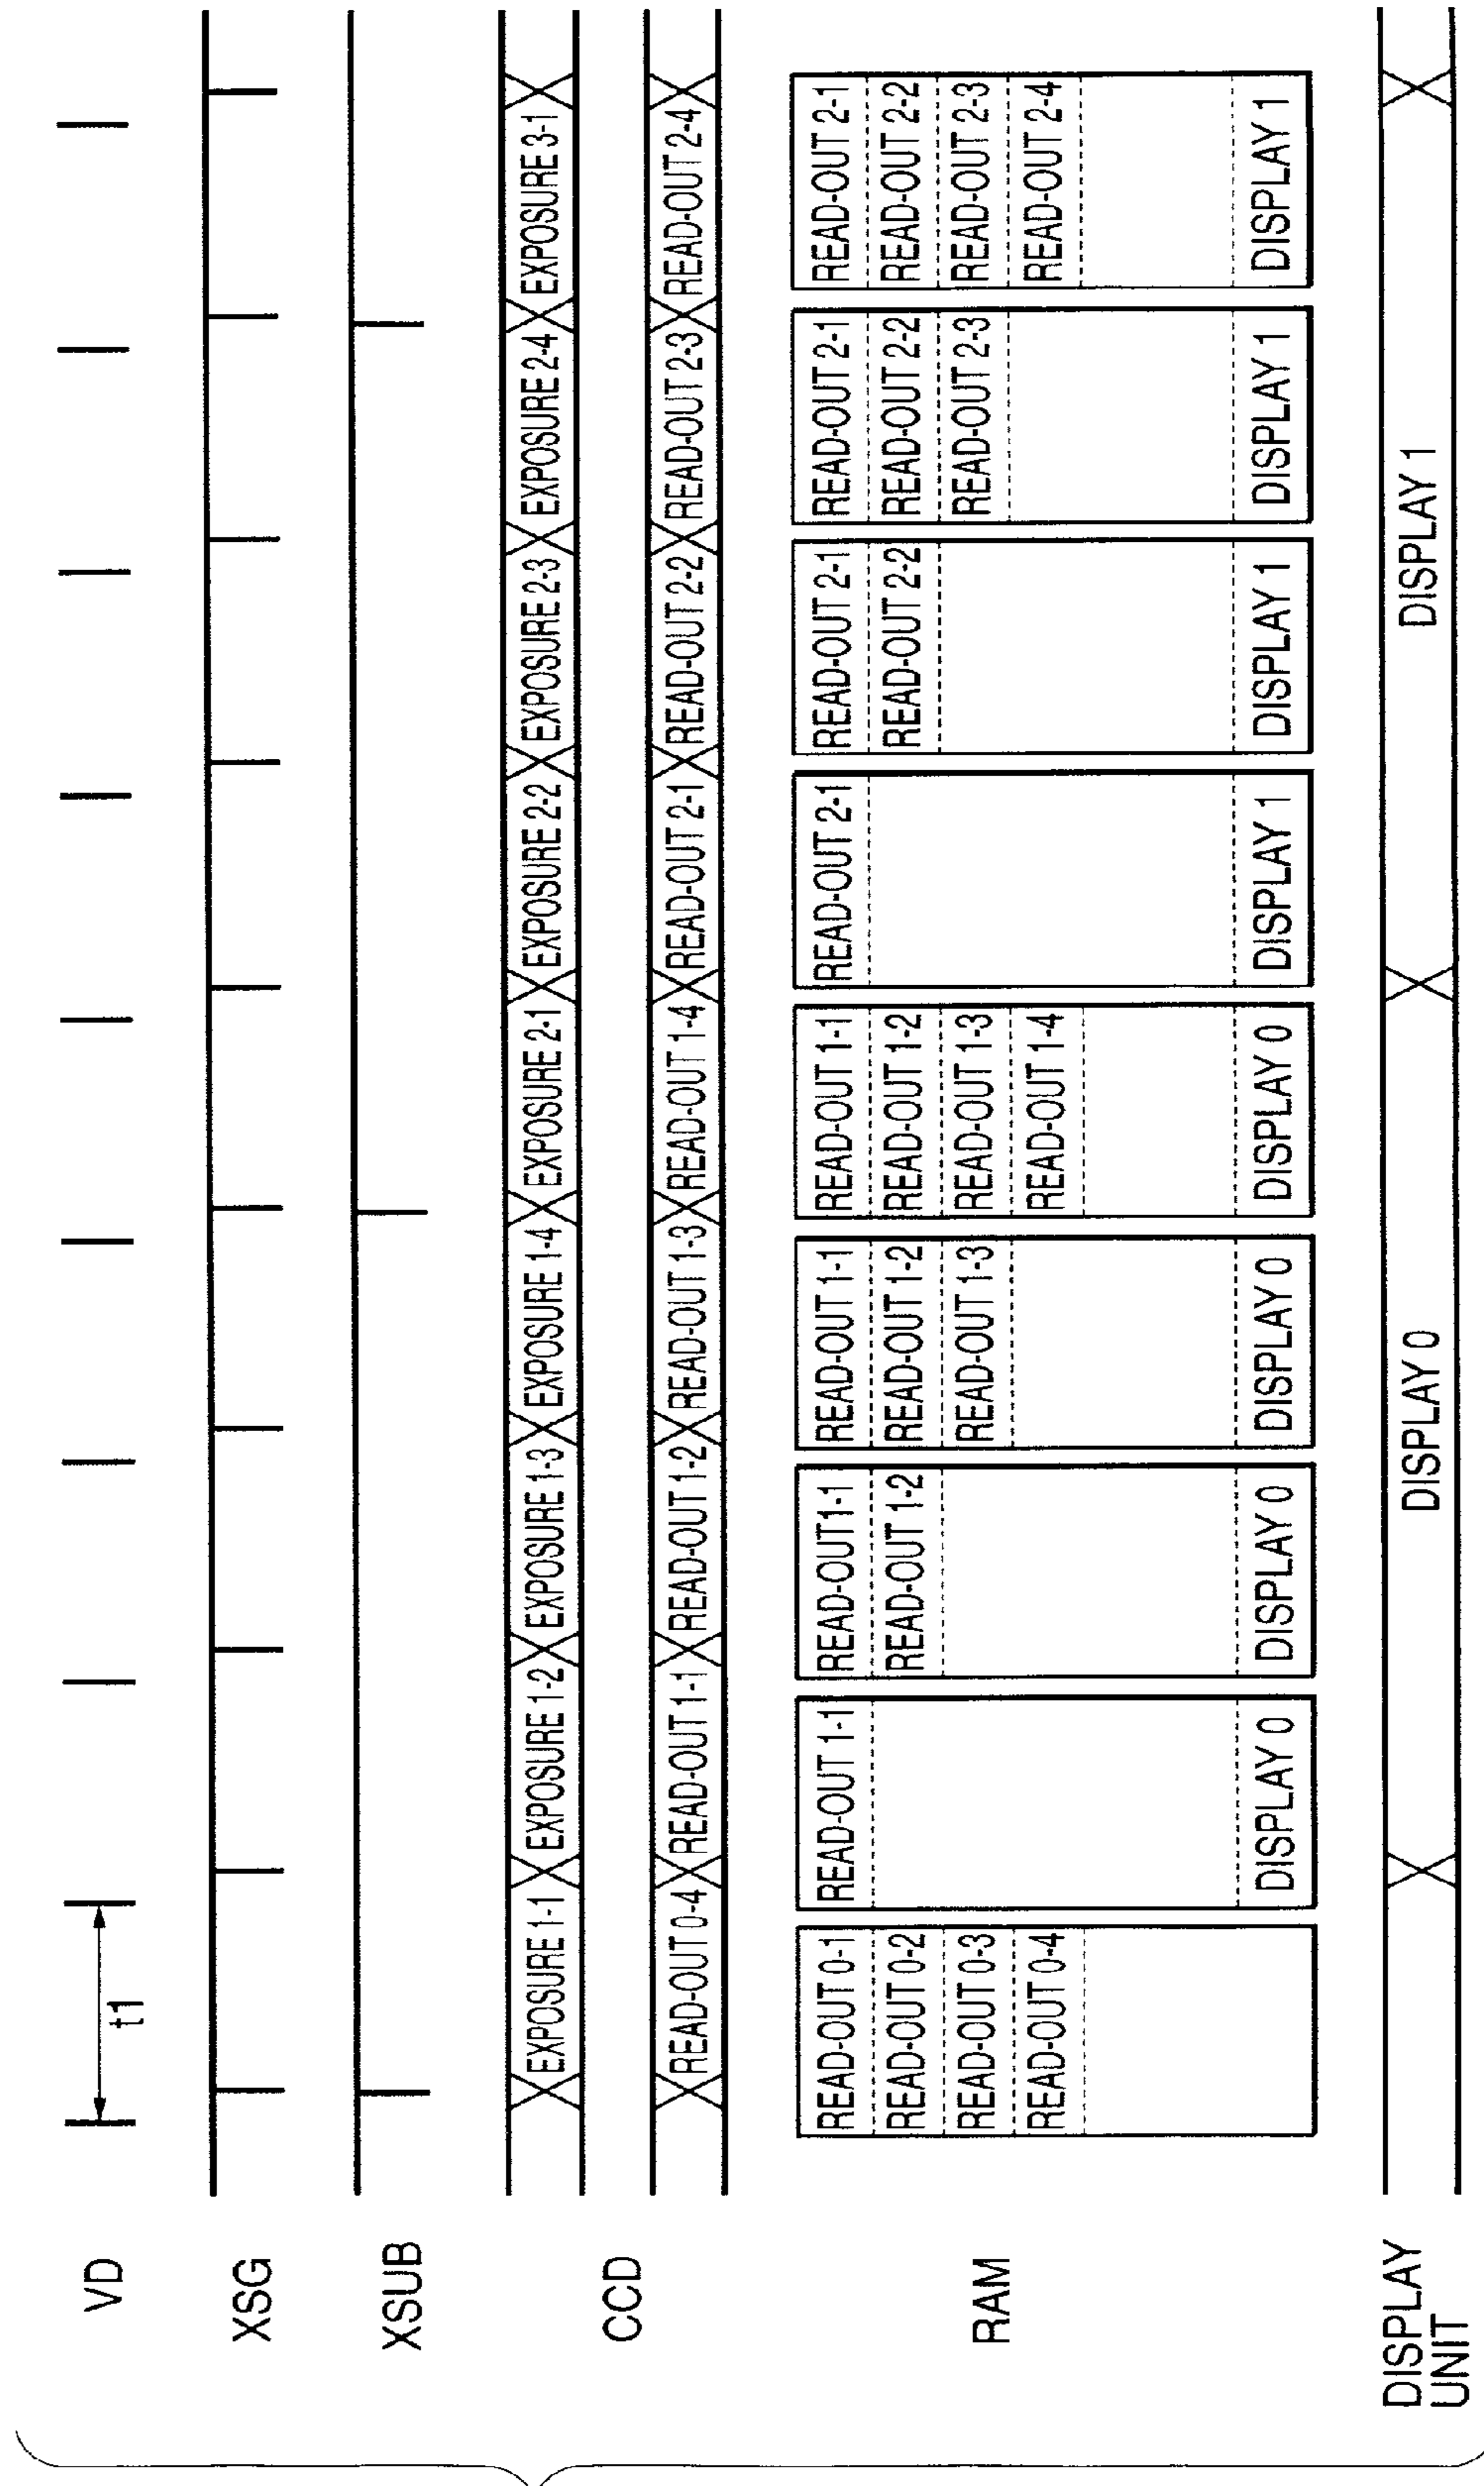 VD
t1
XSG
XSUB
CCD
EXPOSURE 1-1
EXPOSURE 1-2
EXPOSURE 1-3
EXPOSURE 1-4
EXPOSURE 2-1
EXPOSURE 2-2
EXPOSURE 2-3
EXPOSURE 2-4
EXPOSURE 3-1
READ-OUT 0-4
READ-OUT 1-1
READ-OUT 1-2
READ-OUT 1-3
READ-OUT 1-4
READ-OUT 2-1
READ-OUT 2-2
READ-OUT 2-3
READ-OUT 2-4
RAM
READ-OUT 0-1
READ-OUT 0-2
READ-OUT 0-3
READ-OUT 0-4
READ-OUT 1-1
DISPLAY 0
READ-OUT1-1
READ-OUT 1-2
DISPLAY 0
READ-OUT 1-1
READ-OUT 1-2
READ-OUT 1-3
DISPLAY 0
READ-OUT 1-1
READ-OUT 1-2
READ-OUT 1-3
READ-OUT 1-4
DISPLAY 0
READ-OUT 2-1
DISPLAY 1
READ-OUT 2-1
READ-OUT 2-2
DISPLAY 1
READ-OUT 2-1
READ-OUT 2-2
READ-OUT 2-3
DISPLAY 1
READ-OUT 2-1
READ-OUT 2-2
READ-OUT 2-3
READ-OUT 2-4
DISPLAY 1
DISPLAY
UNIT
DISPLAY 0
DISPLAY 1